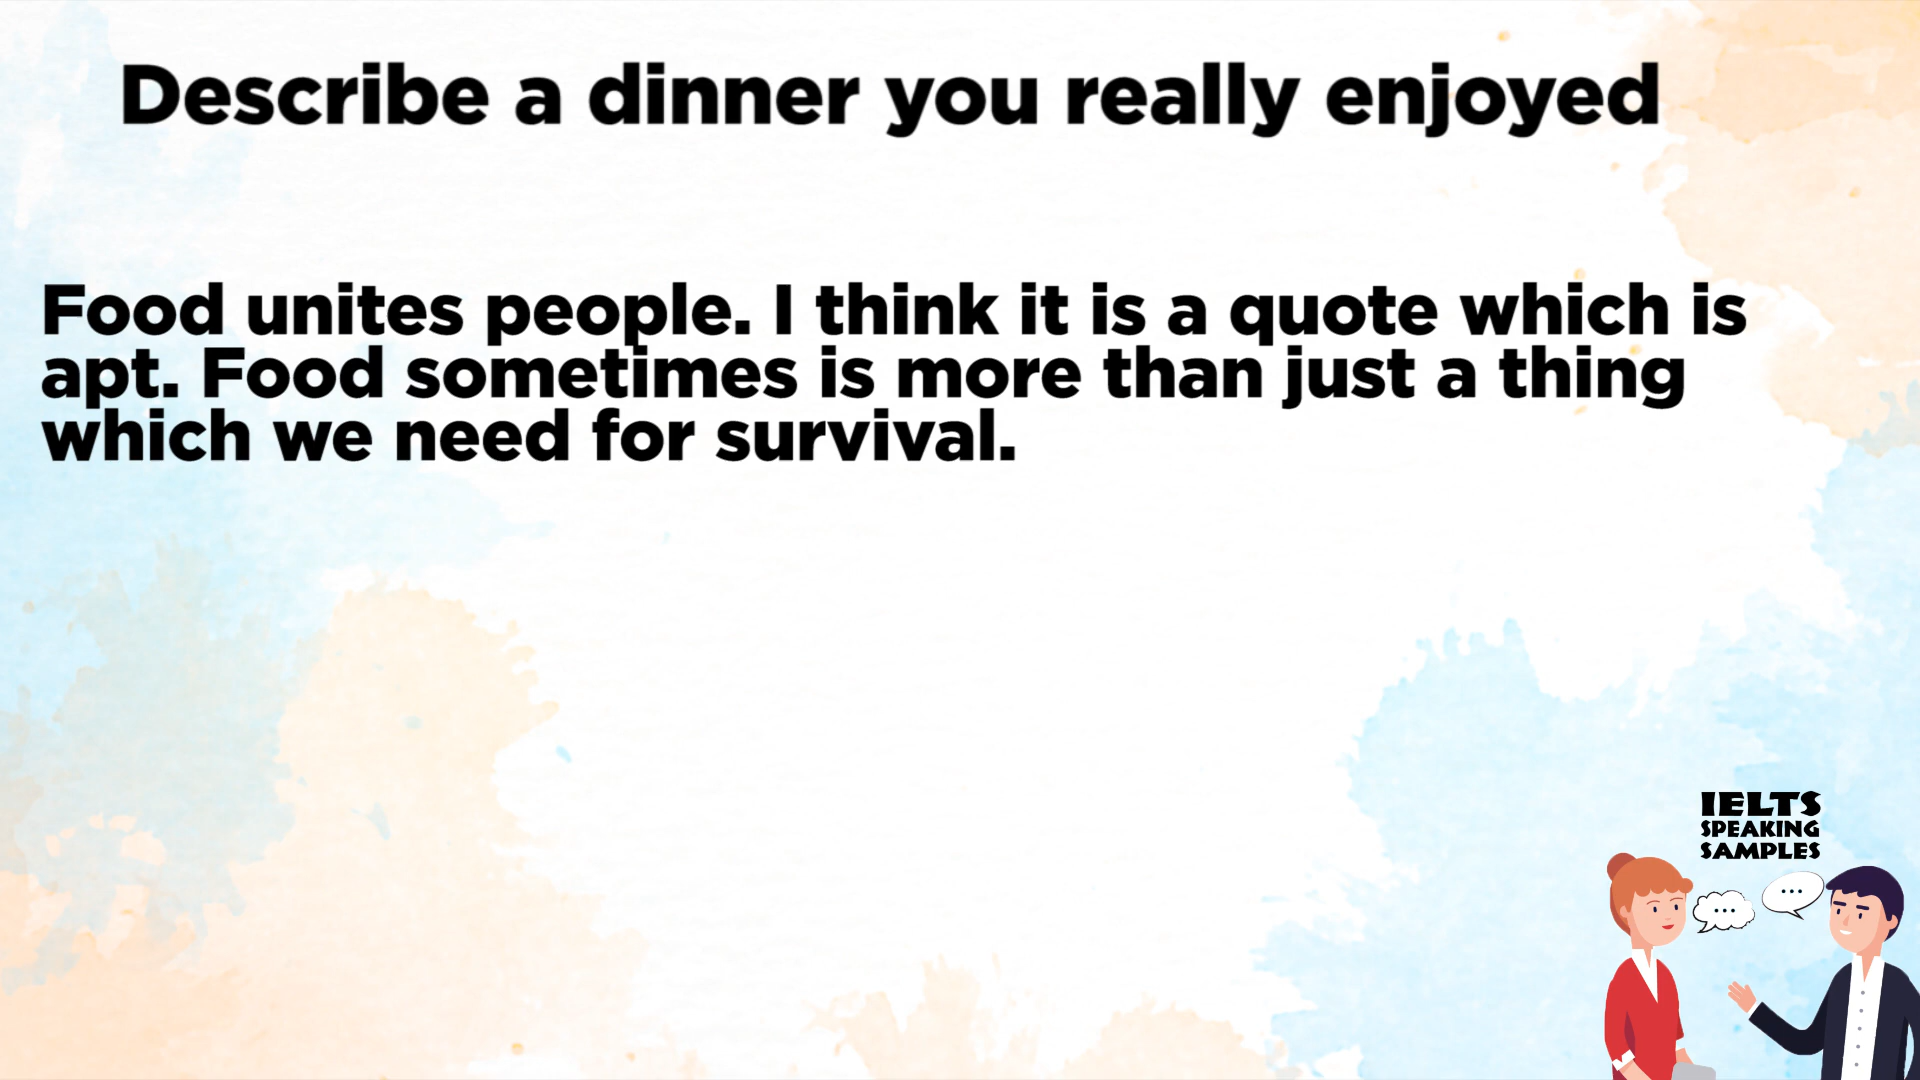 Describe a dinner you really enjoyed
Food unites people. I think it is a quote which is
apt. Food sometimes is more than just a thing
which we need for survival.
IELTS
SPEAKING
SAMPLES